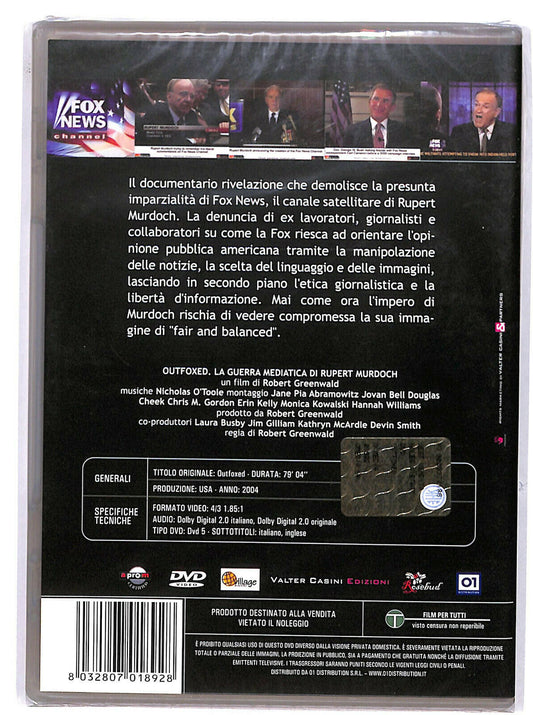 FOX
NEWS
channel
RUPERT MURDOCH
Il documentario rivelazione che demolisce la presunta
imparzialità di Fox News, il canale satellitare di Rupert
Murdoch. La denuncia di ex lavoratori, giornalisti e
collaboratori su come la Fox riesca ad orientare l'opi-
nione pubblica americana tramite la manipolazione
delle notizie, la scelta del linguaggio e delle immagini,
lasciando in secondo piano l'etica giornalistica e la
libertà d'informazione. Mai come ora l'impero di
Murdoch rischia di vedere compromessa la sua imma-
gine di "fair and balanced".
OUTFOXED. LA GUERRA MEDIATICA DI RUPERT MURDOCH
un film di Robert Greenwald
musiche Nicholas O'Toole montaggio Jane Pia Abramowitz Jovan Bell Douglas
Cheek Chris M. Gordon Erin Kelly Monica Kowalski Hannah Williams
prodotto da Robert Greenwald
co-produttori Laura Busby Jim Gilliam Kathryn McArdle Devin Smith
regia di Robert Greenwald
GENERALI
TITOLO ORIGINALE: Outfoxed - DURATA: 79' 04"
PRODUZIONE: USA - ANNO: 2004
SPECIFICHE
TECNICHE
FORMATO VIDEO: 4/3 1.85:1
AUDIO: Dolby Digital 2.0 italiano, Dolby Digital 2.0 originale
TIPO DVD: Dvd 5 - SOTTOTITOLI: italiano, inglese
DVD
VIDEO
Village
VALTER CASINI EDIZIONI
Rosebud
01
DISTRIBUTION
PRODOTTO DESTINATO ALLA VENDITA
VIETATO IL NOLEGGIO
T
FILM PER TUTTI
visto censura non reperibile
È PROIBITO QUALSIASI USO DI QUESTO DVD DIVERSO DALLA VISIONE PRIVATA DOMESTICA. È SEVERAMENTE VIETATA LA RIPRODUZIONE
TOTALE O PARZIALE DELLE IMMAGINI, LA PROIEZIONE IN PUBBLICO, SIA A PAGAMENTO CHE GRATUITA NONCHÉ LA DIFFUSIONE TRAMITE
EMITTENTI TELEVISIVE. I TRASGRESSORI SARANNO PUNITI SECONDO LE VIGENTI LEGGI CIVILI O PENALI.
DISTRIBUITO DA 01 DISTRIBUTION S.R.L. - WWW.01DISTRIBUTION.IT
8 032807 018928